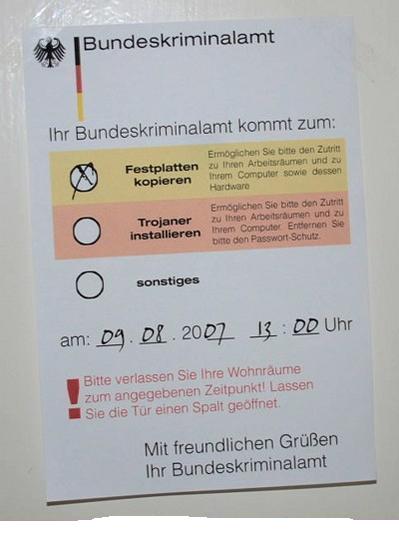 Bundeskriminalamt
Ihr Bundeskriminalamt kommt zum:
Festplatten kopieren
Ermöglichen Sie bitte den Zutritt
zu Ihren Arbeitsräumen und zu
Ihrem Computer sowie dessen
Hardware
Trojaner installieren
Ermöglichen Sie bitte den Zutritt
zu Ihren Arbeitsräumen und zu
Ihrem Computer. Entfernen Sie
bitte den Passwort-Schutz.
sonstiges
am: 09. 08. 2007 13:00 Uhr
! Bitte verlassen Sie Ihre Wohnräume
zum angegebenen Zeitpunkt! Lassen
Sie die Tür einen Spalt geöffnet.
Mit freundlichen Grüßen
Ihr Bundeskriminalamt